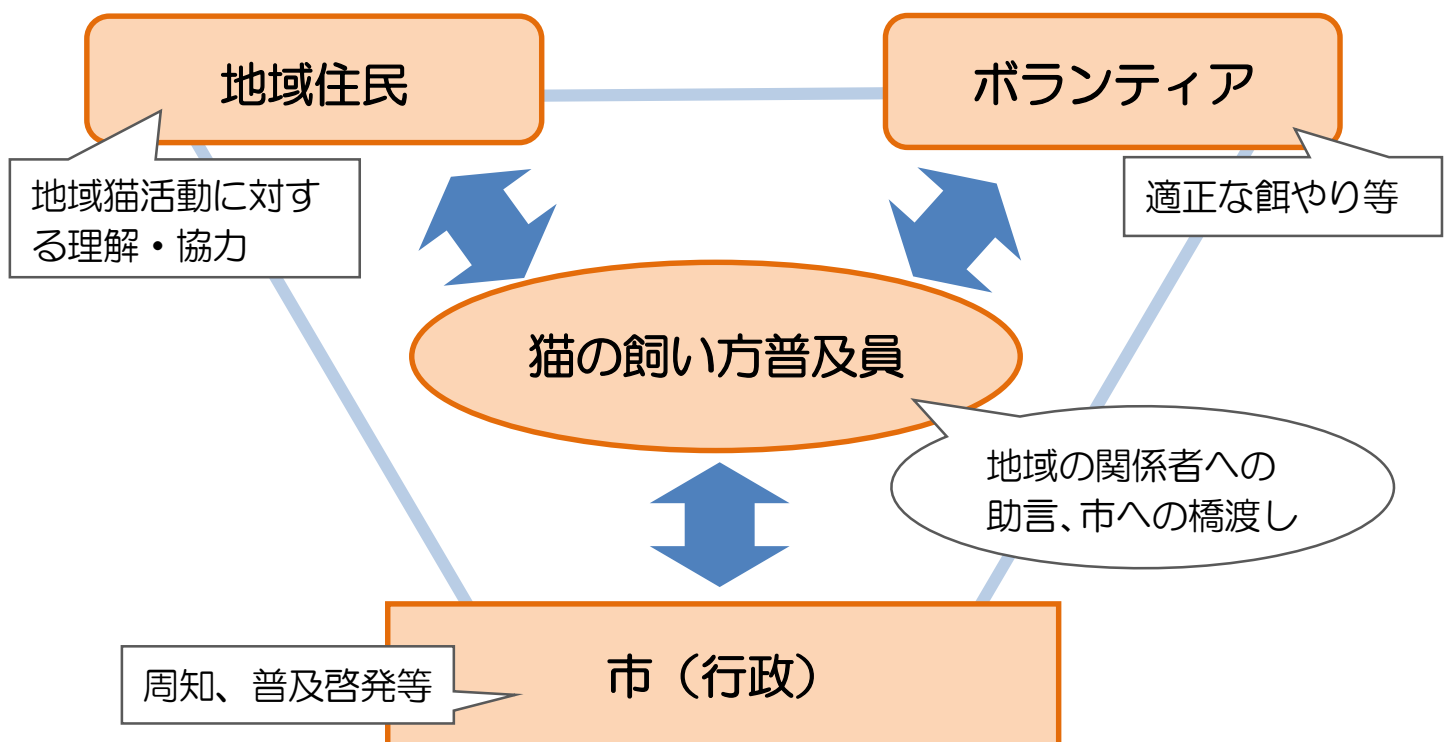 地域住民
ボランティア
地域猫活動に対す
る理解・協力
適正な餌やり等
猫の飼い方普及員
地域の関係者への
助言、市への橋渡し
市（行政）
周知、普及啓発等